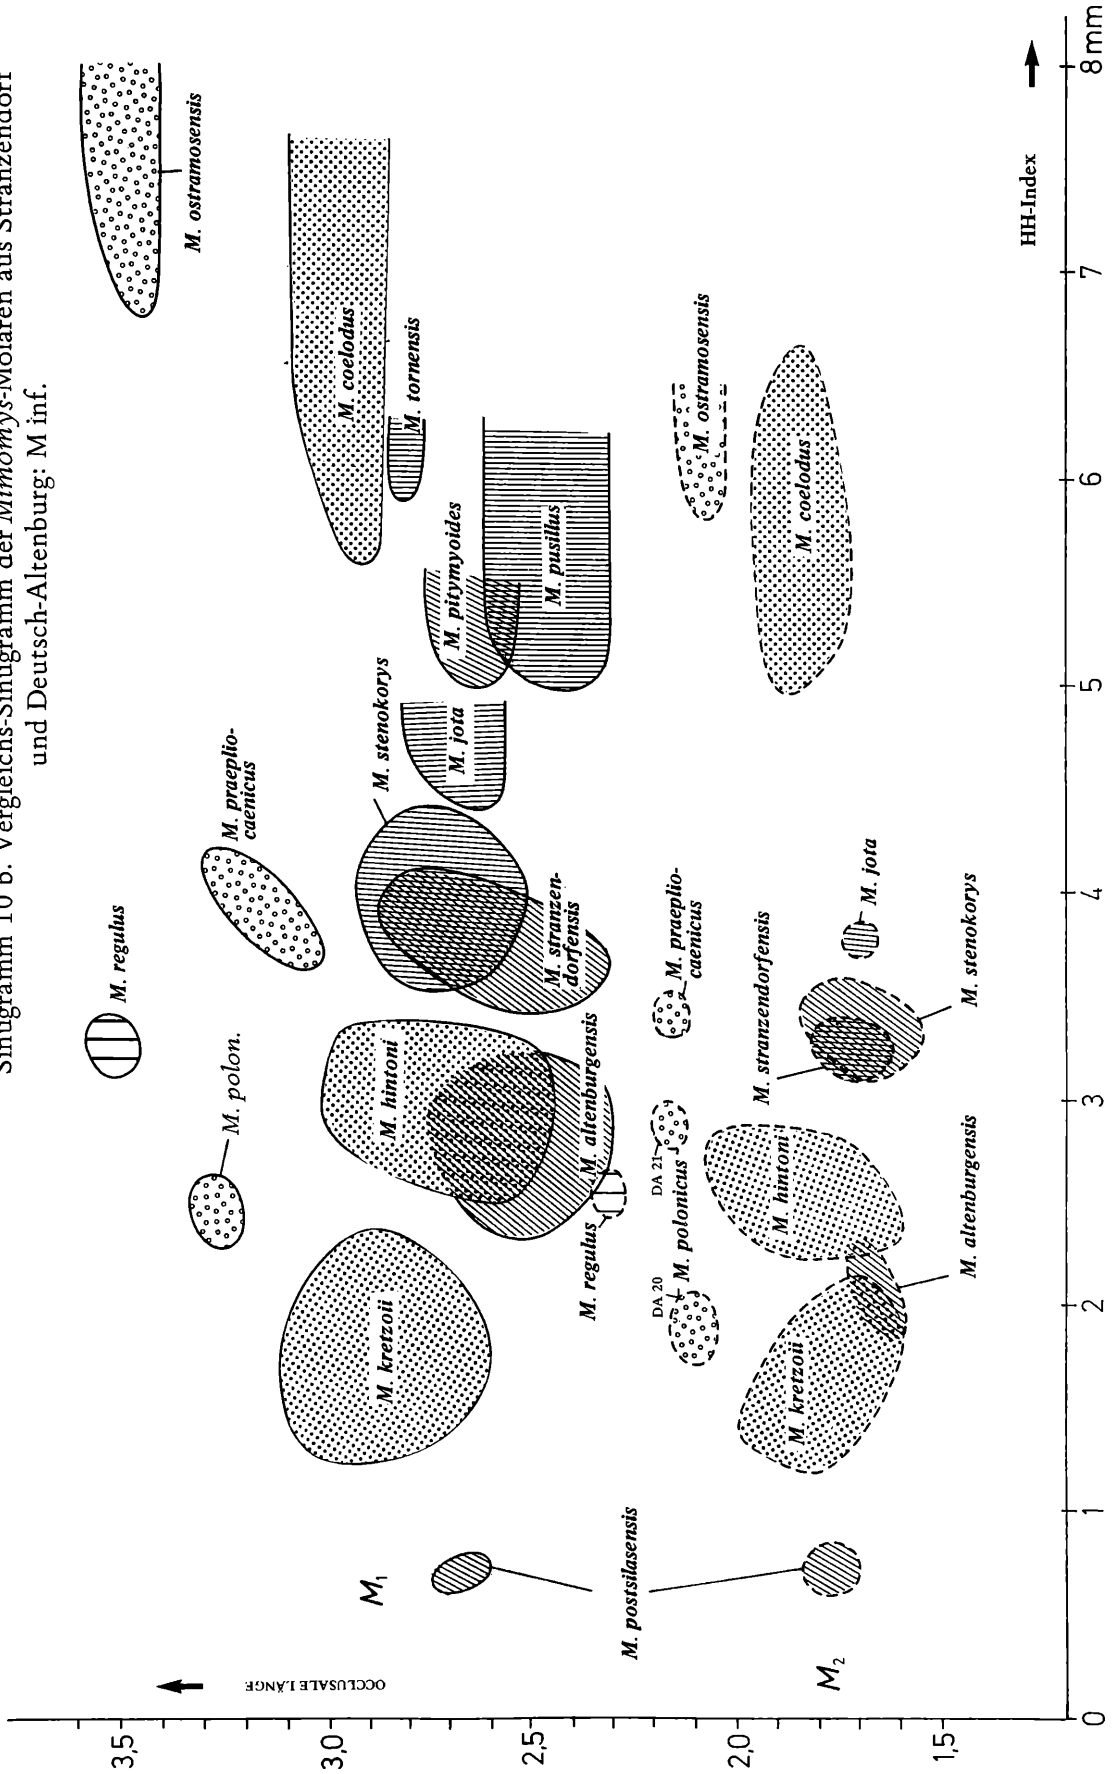 Sinugramm 10 b. Vergleichs-Sinugramm der Mimomys-Molaren aus Stranzendorf
und Deutsch-Altenburg: M inf.
OCCLUSALE LÄNGE
M1
M2
M. postsilasensis
M. kretzoii
M. kretzoii
M. polon.
M. regulus
M. hintoni
M. altenburgensis
M. regulus
DA 20
DA 21
M. polonicus
M. hintoni
M. altenburgensis
M. praeplio-
caenicus
M. stenokorys
M. stranzen-
dorfensis
M. praeplio-
caenicus
M. stranzendorfensis
M. stenokorys
M. jota
M. jota
M. pitymyoides
M. pusillus
M. coelodus
M. tornensis
M. ostramosensis
M. ostramosensis
M. coelodus
HH-Index
3,5
3,0
2,5
2,0
1,5
0
1
2
3
4
5
6
7
8mm